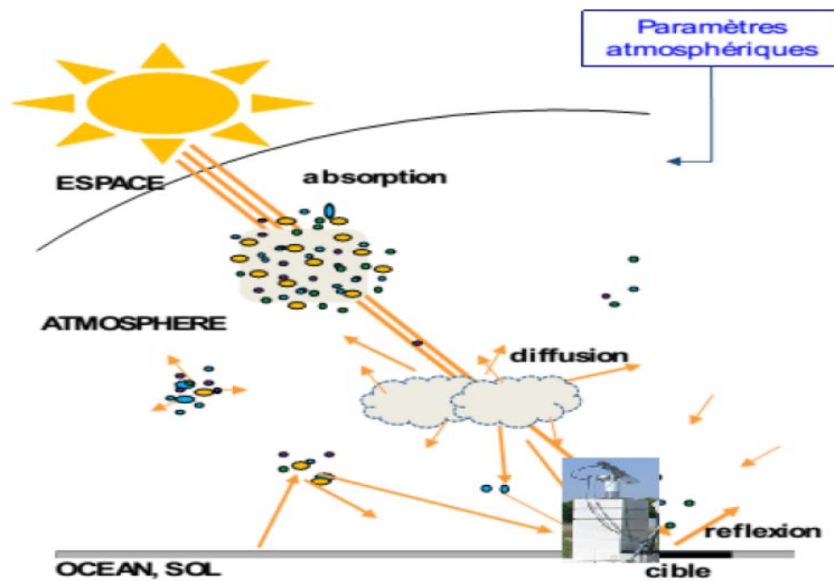 Paramètres
atmosphériques
ESPACE
absorption
ATMOSPHERE
diffusion
reflexion
OCEAN, SOL
cible